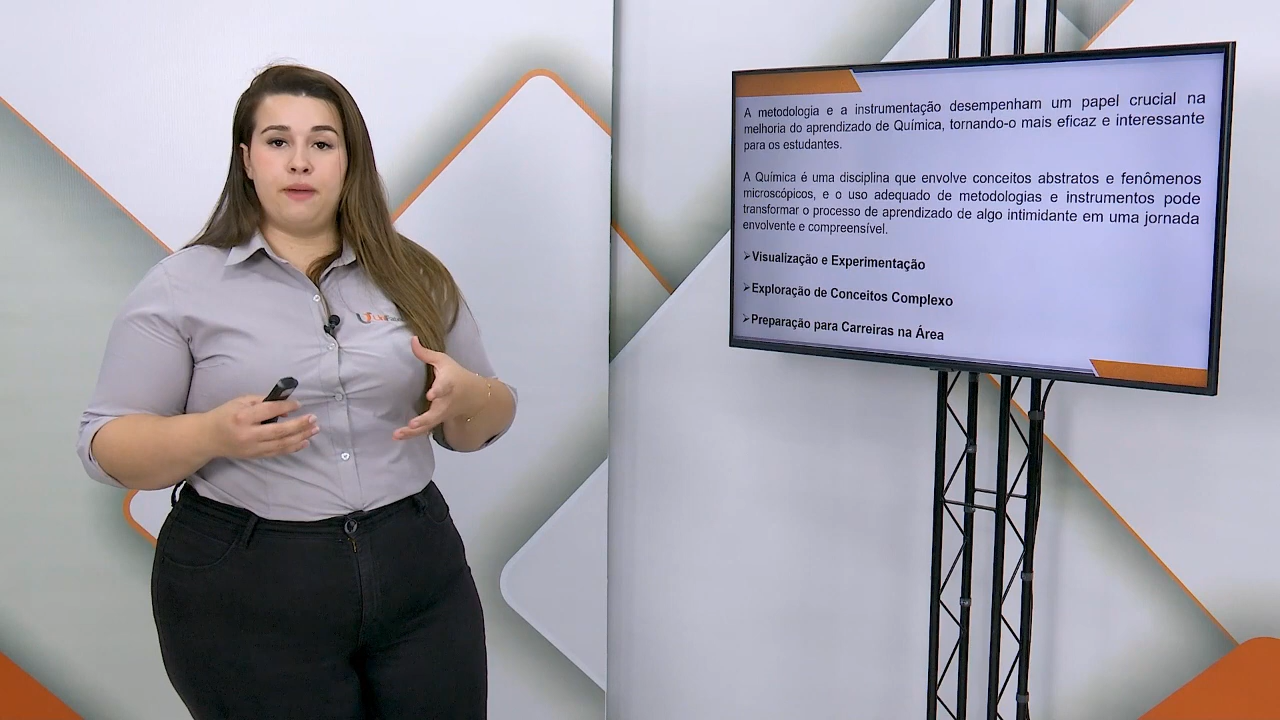 A metodologia e a instrumentação desempenham um papel crucial na
melhoria do aprendizado de Química, tornando-o mais eficaz e interessante
para os estudantes.
A Química é uma disciplina que envolve conceitos abstratos e fenômenos
microscópicos, e o uso adequado de metodologias e instrumentos pode
transformar o processo de aprendizado de algo intimidante em uma jornada
envolvente e compreensível.
➢Visualização e Experimentação
➢Exploração de Conceitos Complexo
➢Preparação para Carreiras na Área